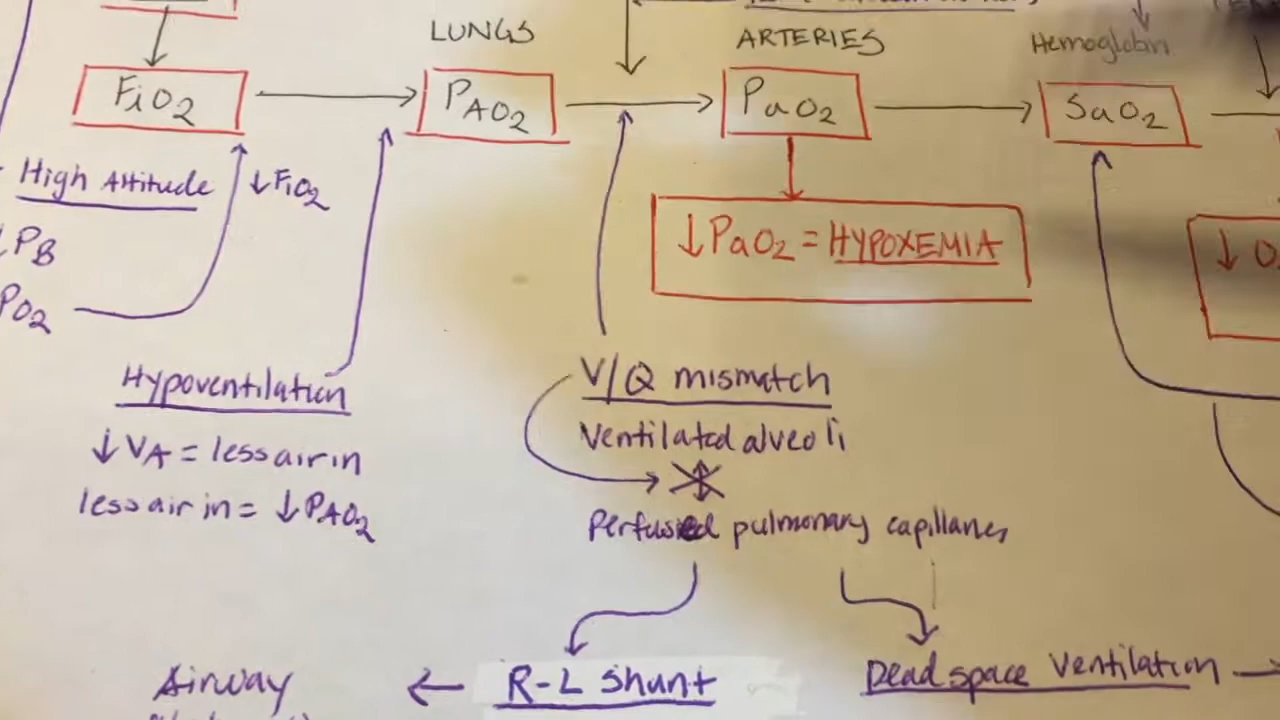 LUNGS
ARTERIES
Hemoglobin
FiO2
PAO2
PaO2
SaO2
High Altitude
↓FiO2
PB
PO2
↓PaO2 = HYPOXEMIA
↓ O
Hypoventilation
↓VA = less air in
less air in = ↓PAO2
V/Q mismatch
Ventilated alveoli
Perfused pulmonary capillaries
Airway
← R-L Shunt
Dead space Ventilation →